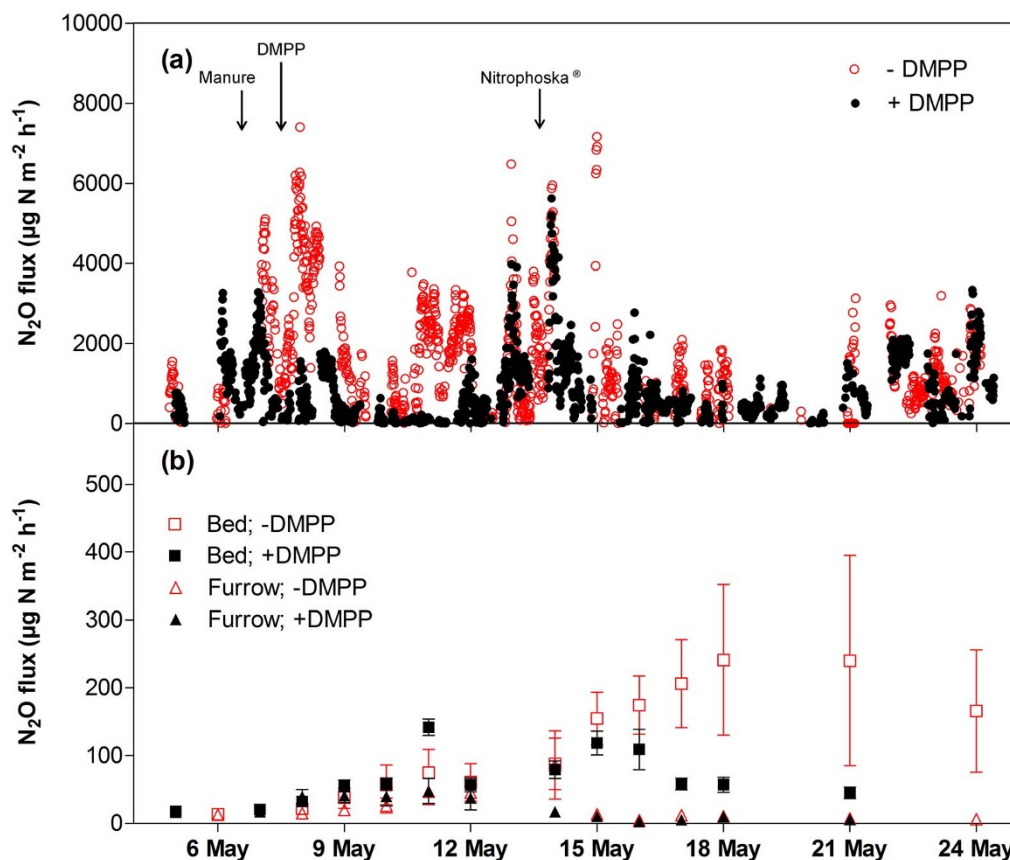 (a)
DMPP
Manure
Nitrophoska ®
- DMPP
+ DMPP
N₂O flux (µg N m⁻² h⁻¹)
10000
8000
6000
4000
2000
0
(b)
Bed; -DMPP
Bed; +DMPP
Furrow; -DMPP
Furrow; +DMPP
N₂O flux (µg N m⁻² h⁻¹)
500
400
300
200
100
0
6 May 9 May 12 May 15 May 18 May 21 May 24 May